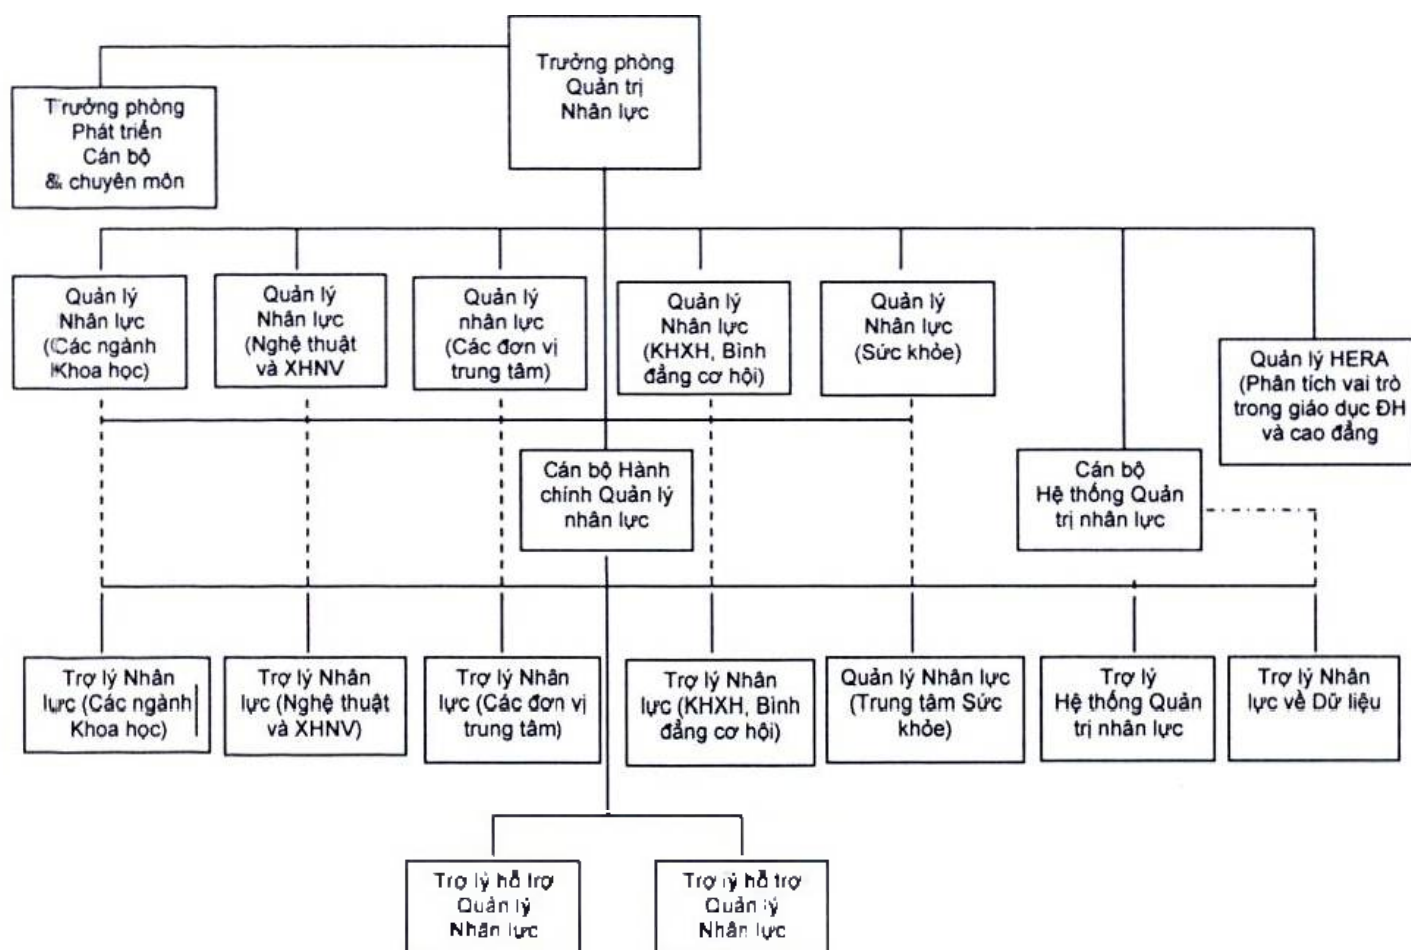 Trưởng phòng
Quản trị
Nhân lực
Trưởng phòng
Phát triển
Cán bộ
& chuyên môn
Quản lý
Nhân lực
(Các ngành
Khoa học)
Quản lý
Nhân lực
(Nghệ thuật
và XHNV
Quản lý
nhân lực
(Các đơn vị
trung tâm)
Quản lý
Nhân lực
(KHXH, Bình
đẳng cơ hội)
Quản lý
Nhân lực
(Sức khỏe)
Quản lý HERA
(Phân tích vai trò
trong giáo dục ĐH
và cao đẳng
Cán bộ Hành
chính Quản lý
nhân lực
Cán bộ
Hệ thống Quản
trị nhân lực
Trợ lý Nhân
lực (Các ngành
Khoa học)
Trợ lý Nhân
lực (Nghệ thuật
và XHNV)
Trợ lý Nhân
lực (Các đơn vị
trung tâm)
Trợ lý Nhân
lực (KHXH, Bình
đẳng cơ hội)
Quản lý Nhân lực
(Trung tâm Sức
khỏe)
Trợ lý
Hệ thống Quản
trị nhân lực
Trợ lý Nhân
lực về Dữ liệu
Trợ lý hỗ trợ
Quản lý
Nhân lực
Trợ lý hỗ trợ
Quản lý
Nhân lực